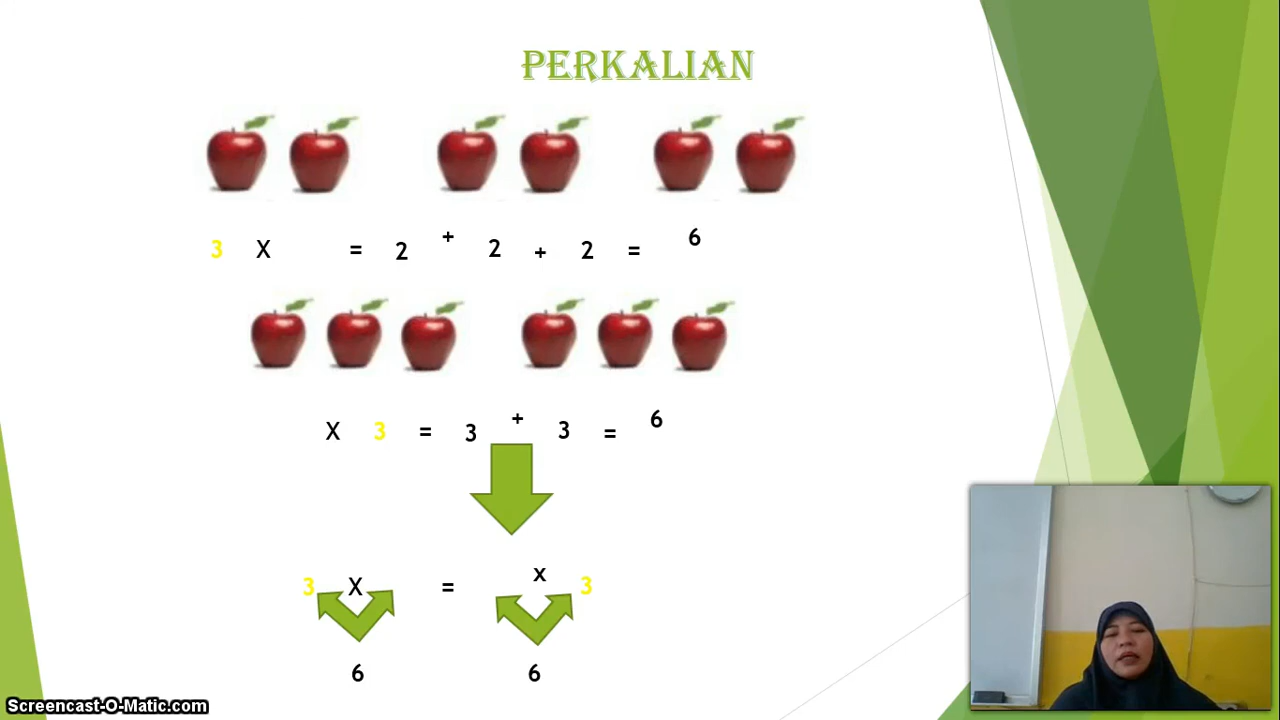 PERKALIAN
3 X = 2 + 2 + 2 = 6
X 3 = 3 + 3 = 6
3 X = x 3
6 6
Screencast-O-Matic.com